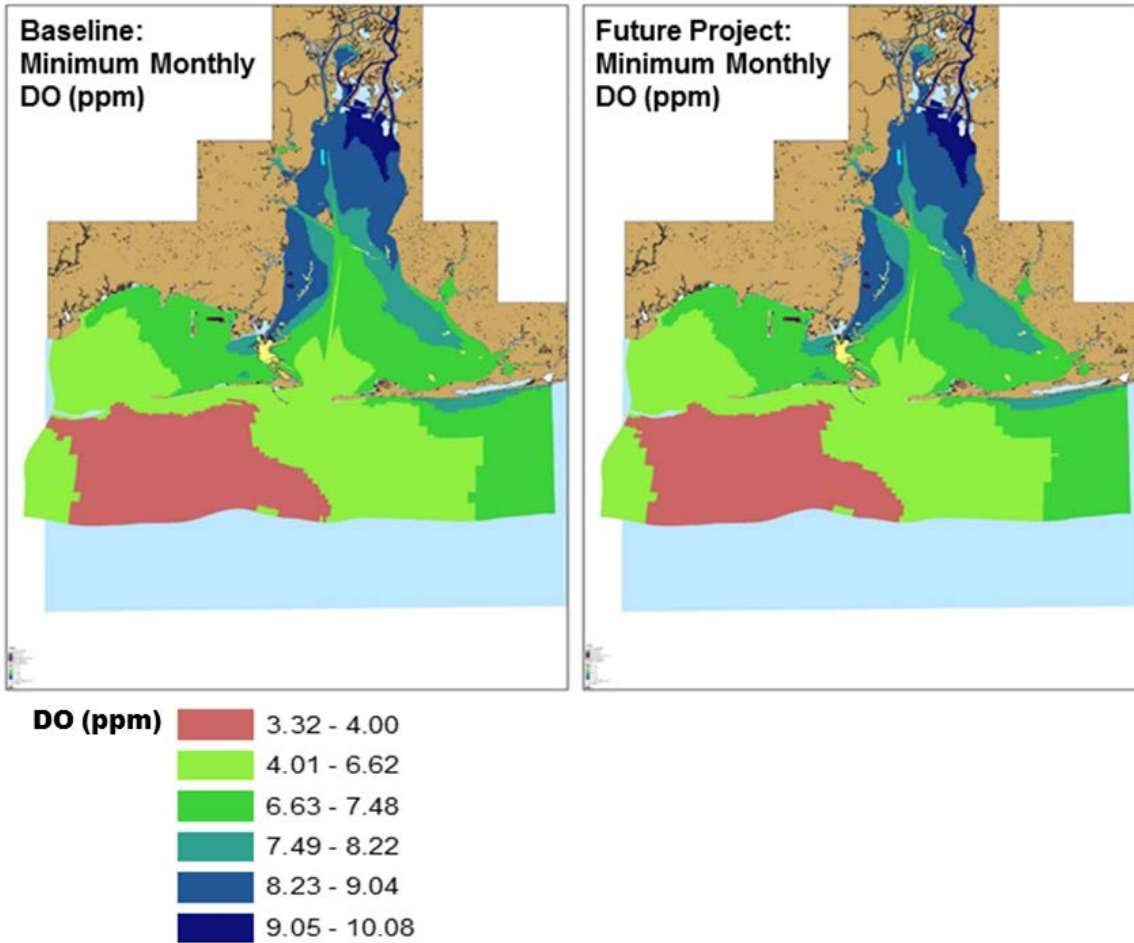 Baseline:
Minimum Monthly
DO (ppm)
Future Project:
Minimum Monthly
DO (ppm)
DO (ppm)
3.32 - 4.00
4.01 - 6.62
6.63 - 7.48
7.49 - 8.22
8.23 - 9.04
9.05 - 10.08